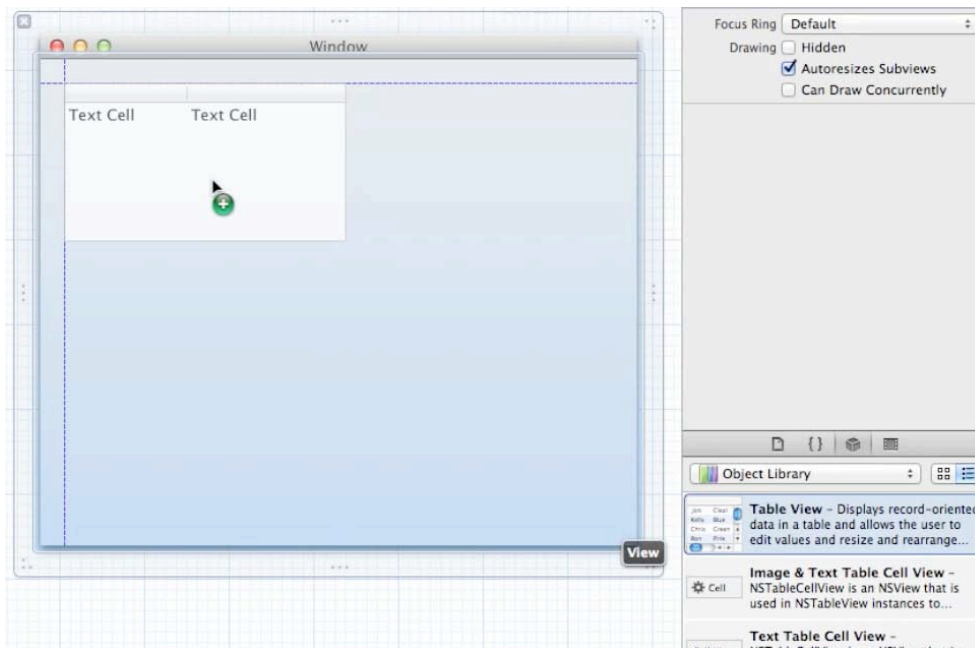 Window
Text Cell Text Cell
View
Focus Ring Default
Drawing Hidden
Autoresizes Subviews
Can Draw Concurrently
{}
Object Library
Table View – Displays record-oriented
data in a table and allows the user to
edit values and resize and rearrange...
Cell
Image & Text Table Cell View –
NSTableCellView is an NSView that is
used in NSTableView instances to...
Text Table Cell View –